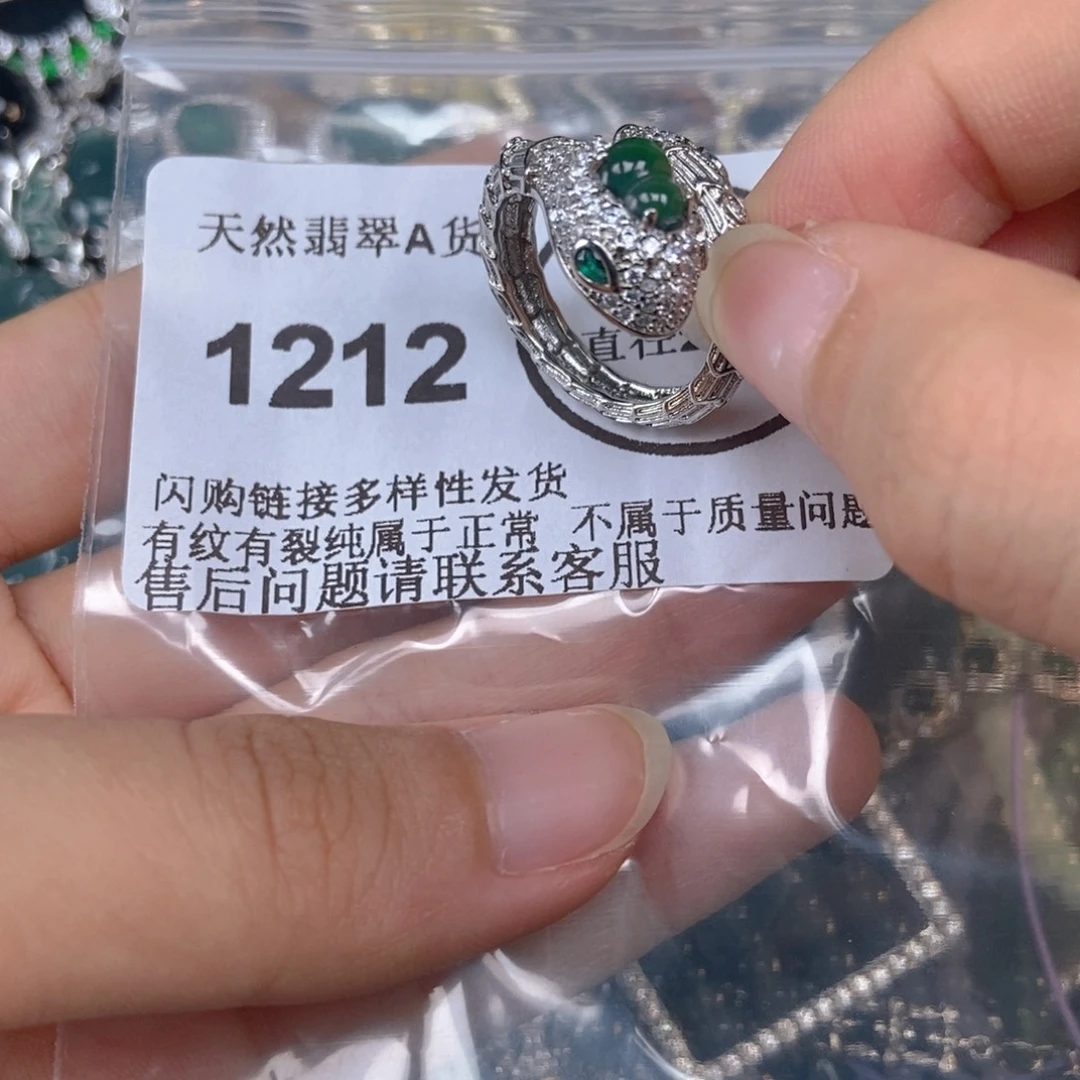 天然翡翠A货
1212
直在
闪购链接多样性发货
有纹有裂纯属于正常 不属于质量问题
售后问题请联系客服